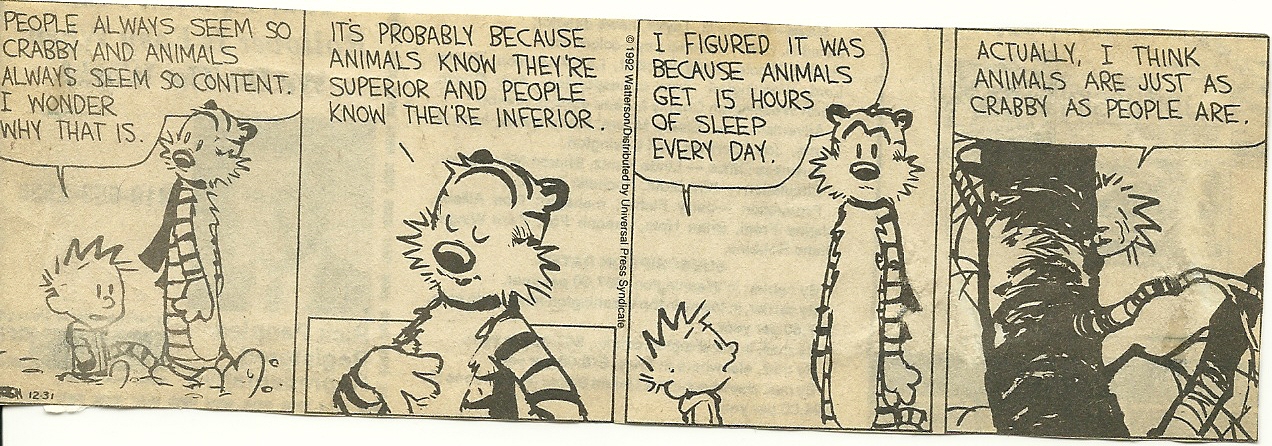 PEOPLE ALWAYS SEEM SO
CRABBY AND ANIMALS
ALWAYS SEEM SO CONTENT.
I WONDER
WHY THAT IS.
12·31
IT'S PROBABLY BECAUSE
ANIMALS KNOW THEY'RE
SUPERIOR AND PEOPLE
KNOW THEY'RE INFERIOR.
© 1992 Watterson/Distributed by Universal Press Syndicate
I FIGURED IT WAS
BECAUSE ANIMALS
GET 15 HOURS
OF SLEEP
EVERY DAY.
ACTUALLY, I THINK
ANIMALS ARE JUST AS
CRABBY AS PEOPLE ARE.